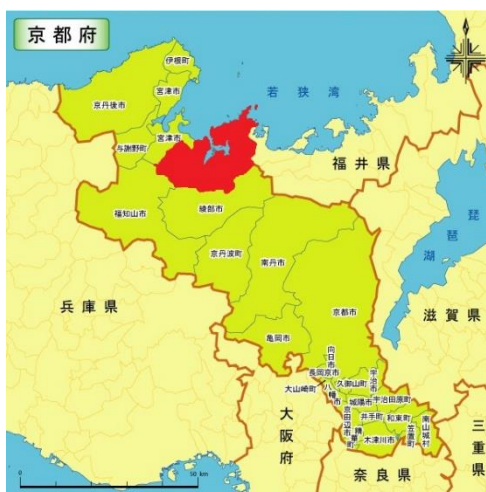 京都府
伊根町
宮津市
京丹後市
若狭湾
宮津市
与謝野町
福井県
福知山市
綾部市
京丹波町
南丹市
琵琶湖
京都市
兵庫県
滋賀県
亀岡市
向日市
長岡京市
宇治市
大山崎町
久御山町
八幡市
城陽市
宇治田原町
京田辺市
井手町
和束町
南山城村
精華町
笠置町
木津川市
大阪府
三重県
奈良県
0
50 km